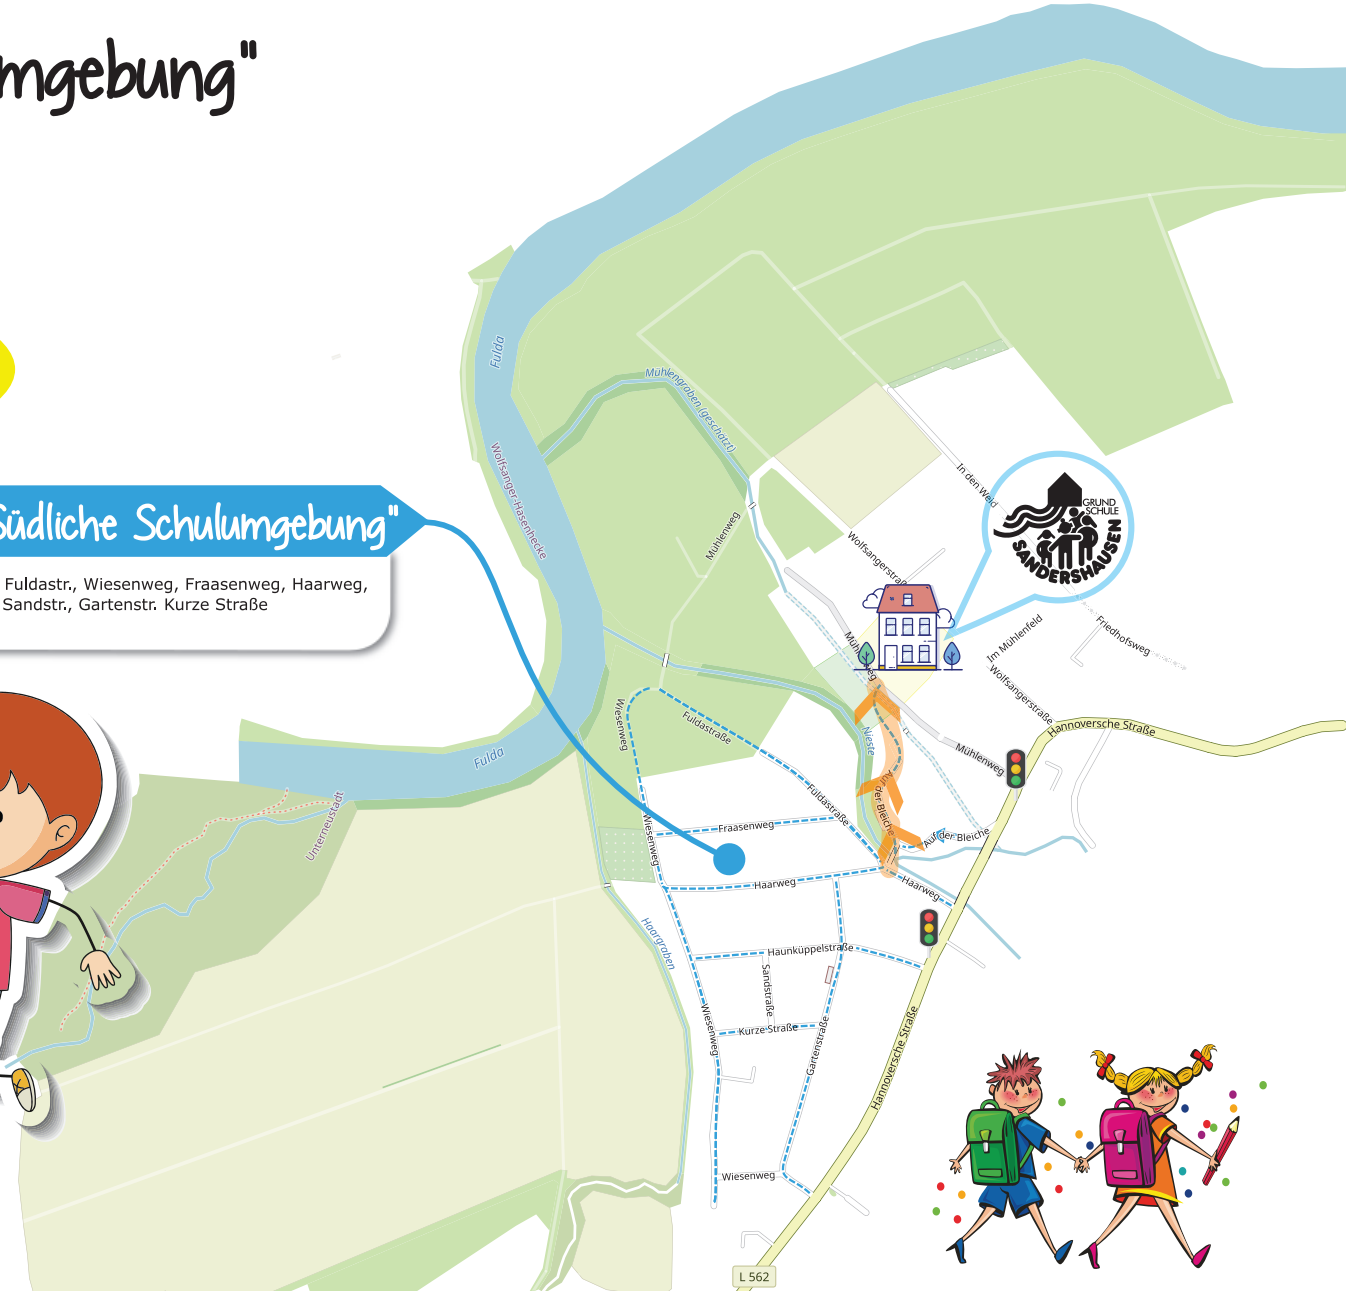 mgebung"
Südliche Schulumgebung"
Fuldastr., Wiesenweg, Fraasenweg, Haarweg,
Sandstr., Gartenstr. Kurze Straße
Fulda
Wolfsanger-Hasenhecke
Mühlengraben (geschätzt)
Mühlenweg
In den Weid
GRUND
SCHULE
SANDERSHAUSEN
Wolfsangerstraße
Friedhofsweg
Im Mühlenfeld
Wolfsangerstraße
Hannoversche Straße
Mühlenweg
Mühlenweg
Wiesenweg
Fuldastraße
Nieste
Fulda
Unterneustadt
Fuldastraße
Auf der Bleiche
Auf der Bleiche
Fraasenweg
Wiesenweg
Haarweg
Haarweg
Haargraben
Haunküppelstraße
Sandstraße
Wiesenweg
Kurze Straße
Gartenstraße
Hannoversche Straße
Wiesenweg
L 562